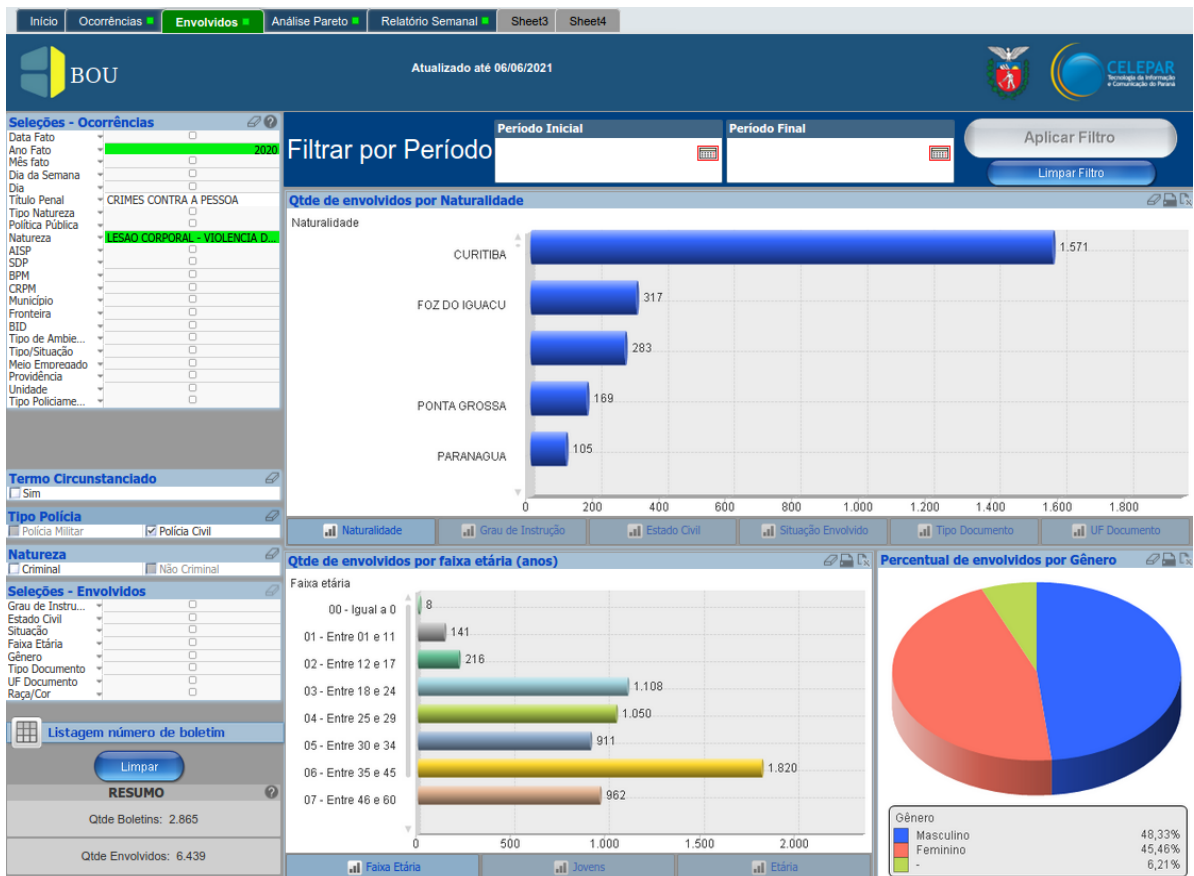 Início
Ocorrências
Envolvidos
Análise Pareto
Relatório Semanal
Sheet3
Sheet4
BOU
Atualizado até 06/06/2021
CELEPAR
Tecnologia da Informação
e Comunicação do Paraná
Seleções - Ocorrências
Data Fato
Ano Fato 2020
Mês fato
Dia da Semana
Dia
Título Penal CRIMES CONTRA A PESSOA
Tipo Natureza
Política Pública
Natureza LESAO CORPORAL - VIOLENCIA D...
AISP
SDP
BPM
CRPM
Município
Fronteira
BID
Tipo de Ambie...
Tipo/Situação
Meio Empregado
Providência
Unidade
Tipo Policiame...
Termo Circunstanciado
Sim
Tipo Polícia
Polícia Militar Polícia Civil
Natureza
Criminal Não Criminal
Seleções - Envolvidos
Grau de Instru...
Estado Civil
Situação
Faixa Etária
Gênero
Tipo Documento
UF Documento
Raça/Cor
Listagem número de boletim
Limpar
RESUMO
Qtde Boletins: 2.865
Qtde Envolvidos: 6.439
Filtrar por Período
Período Inicial
Período Final
Aplicar Filtro
Limpar Filtro
Qtde de envolvidos por Naturalidade
Naturalidade
CURITIBA 1.571
FOZ DO IGUACU 317
283
PONTA GROSSA 169
PARANAGUA 105
0 200 400 600 800 1.000 1.200 1.400 1.600 1.800
Naturalidade
Grau de Instrução
Estado Civil
Situação Envolvido
Tipo Documento
UF Documento
Qtde de envolvidos por faixa etária (anos)
Faixa etária
00 - Igual a 0 8
01 - Entre 01 e 11 141
02 - Entre 12 e 17 216
03 - Entre 18 e 24 1.108
04 - Entre 25 e 29 1.050
05 - Entre 30 e 34 911
06 - Entre 35 e 45 1.820
07 - Entre 46 e 60 962
0 500 1.000 1.500 2.000
Faixa Etária
Jovens
Etária
Percentual de envolvidos por Gênero
Gênero
Masculino 48,33%
Feminino 45,46%
- 6,21%